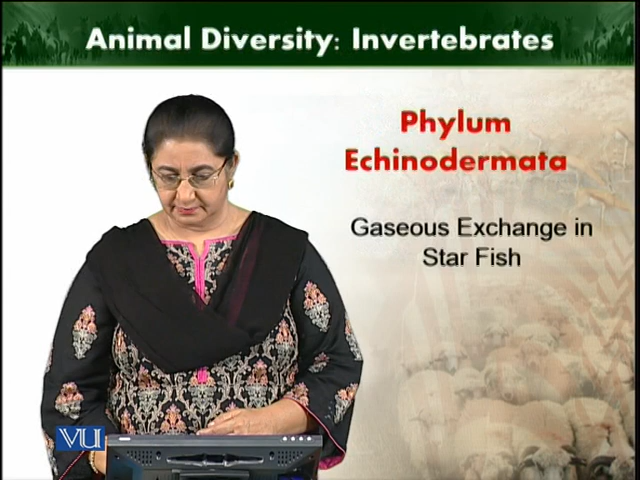 Animal Diversity: Invertebrates
Phylum
Echinodermata
Gaseous Exchange in
Star Fish
VU